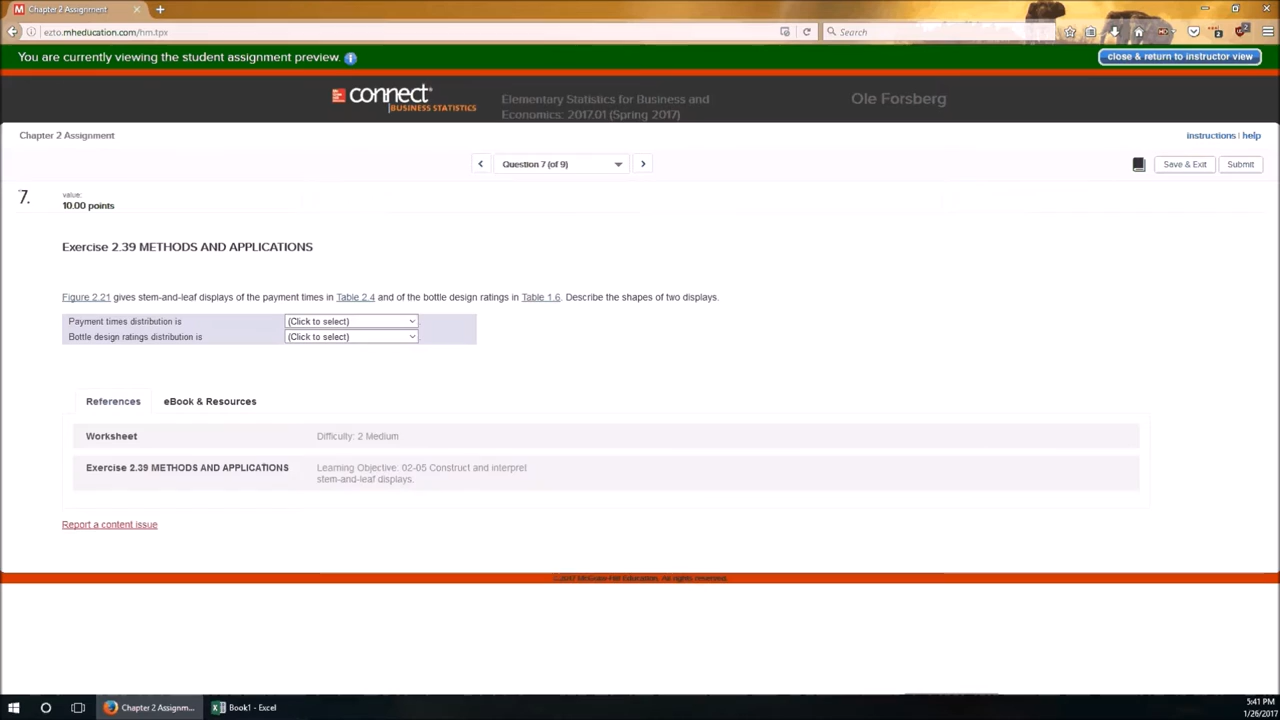 Chapter 2 Assignment
ezto.mheducation.com/hm.tpx
Search
You are currently viewing the student assignment preview.
close & return to instructor view
connect
BUSINESS STATISTICS
Elementary Statistics for Business and
Economics: 2017.01 (Spring 2017)
Ole Forsberg
Chapter 2 Assignment
instructions | help
Question 7 (of 9)
Save & Exit
Submit
7.
value:
10.00 points
Exercise 2.39 METHODS AND APPLICATIONS
Figure 2.21 gives stem-and-leaf displays of the payment times in Table 2.4 and of the bottle design ratings in Table 1.6. Describe the shapes of two displays.
Payment times distribution is (Click to select)
Bottle design ratings distribution is (Click to select)
References
eBook & Resources
Worksheet
Difficulty: 2 Medium
Exercise 2.39 METHODS AND APPLICATIONS
Learning Objective: 02-05 Construct and interpret
stem-and-leaf displays.
Report a content issue
©2017 McGraw-Hill Education. All rights reserved.
Chapter 2 Assignm...
Book1 - Excel
5:41 PM
1/26/2017